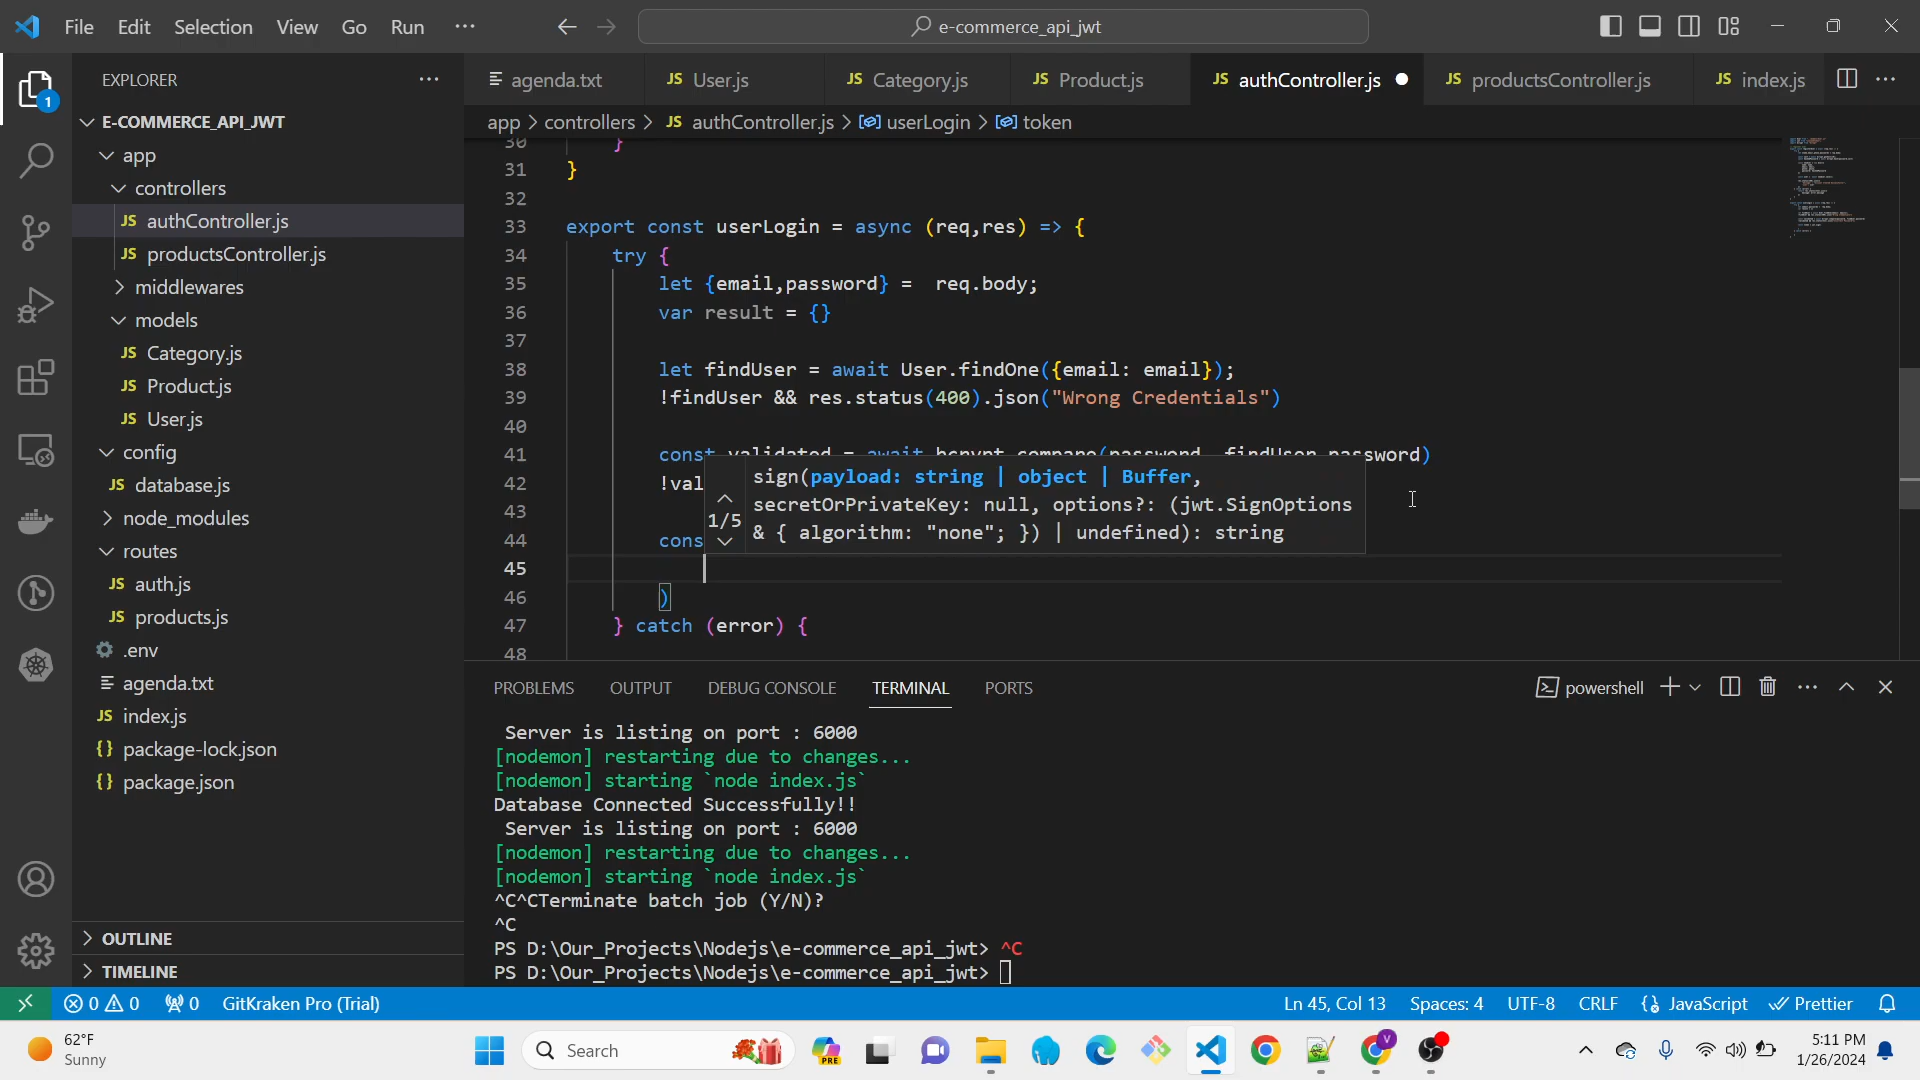 File Edit Selection View Go Run ···
e-commerce_api_jwt
EXPLORER
agenda.txt
JS User.js
JS Category.js
JS Product.js
JS authController.js
JS productsController.js
JS index.js
app > controllers > JS authController.js > userLogin > token
E-COMMERCE_API_JWT
app
controllers
JS authController.js
JS productsController.js
middlewares
models
JS Category.js
JS Product.js
JS User.js
config
JS database.js
node_modules
routes
JS auth.js
JS products.js
.env
agenda.txt
JS index.js
{} package-lock.json
{} package.json
OUTLINE
TIMELINE
1
30 }
31 }
32
33 export const userLogin = async (req,res) => {
34 try {
35 let {email,password} =  req.body;
36 var result = {}
37
38 let findUser = await User.findOne({email: email});
39 !findUser && res.status(400).json("Wrong Credentials")
40
41 const validated = await bcrypt.compare(password, findUser.password)
42 !val
43
44 cons
45
46 )
47 } catch (error) {
48
sign(payload: string | object | Buffer,
1/5 secretOrPrivateKey: null, options?: (jwt.SignOptions
& { algorithm: "none"; }) | undefined): string
PROBLEMS OUTPUT DEBUG CONSOLE TERMINAL PORTS
powershell
Server is listing on port : 6000
[nodemon] restarting due to changes...
[nodemon] starting `node index.js`
Database Connected Successfully!!
Server is listing on port : 6000
[nodemon] restarting due to changes...
[nodemon] starting `node index.js`
^C^CTerminate batch job (Y/N)?
^C
PS D:\Our_Projects\Nodejs\e-commerce_api_jwt> ^C
PS D:\Our_Projects\Nodejs\e-commerce_api_jwt>
0 0 0 GitKraken Pro (Trial)
Ln 45, Col 13 Spaces: 4 UTF-8 CRLF {} JavaScript Prettier
62°F
Sunny
Search
PRE
V
5:11 PM
1/26/2024